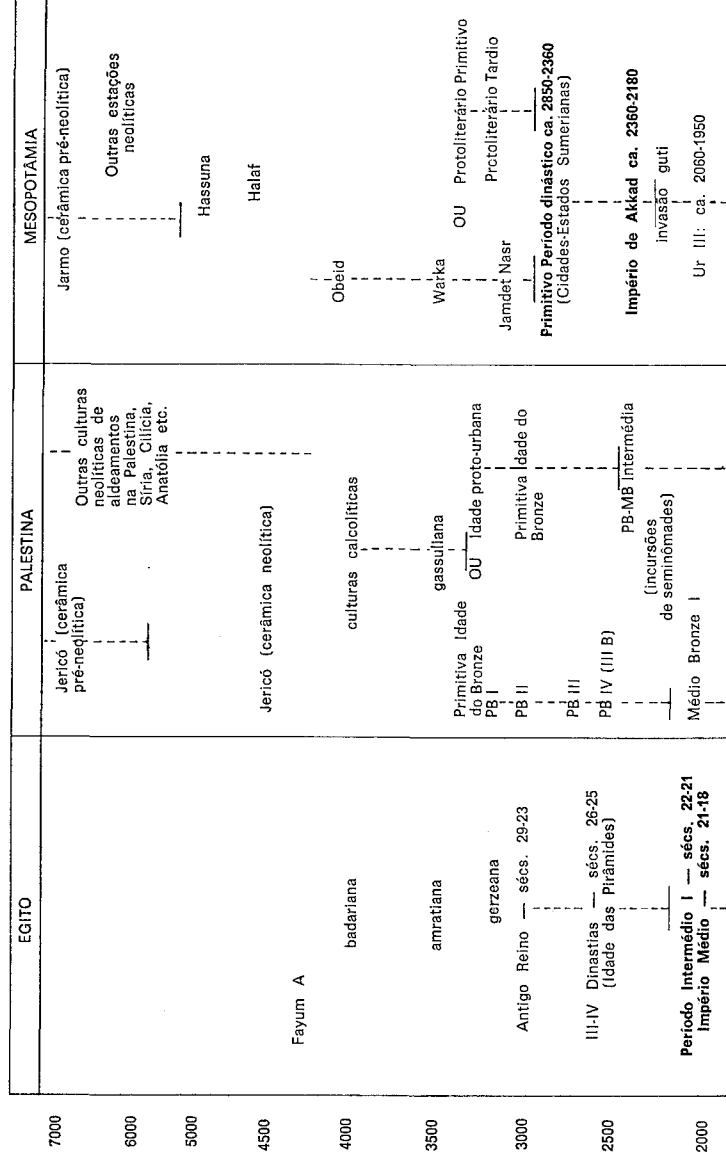 EGITO
PALESTINA
MESOPOTÂMIA
7000
6000
5000
4500
4000
3500
3000
2500
2000
Fayum A
badariana
amratiana
gerzeana
Antigo Reino — sécs. 29-23
III-IV Dinastias — sécs. 26-25
(Idade das Pirâmides)
Período Intermédio I — sécs. 22-21
Império Médio — sécs. 21-18
Jericó (cerâmica
pré-neolítica)
Outras culturas
neolíticas de
aldeamentos
na Palestina,
Síria, Cilícia,
Anatólia etc.
Jericó (cerâmica neolítica)
culturas calcolíticas
gassuliana
Primitiva Idade
do Bronze
PB I
PB II
PB III
PB IV (III B)
OU Idade proto-urbana
Primitiva Idade do
Bronze
PB-MB Intermédia
(incursões
de seminômades)
Médio Bronze I
Jarmo (cerâmica pré-neolítica)
Outras estações
neolíticas
Hassuna
Halaf
Obeid
Warka
Jamdet Nasr
OU Protoliterário Primitivo
Prctoliterário Tardio
Primitivo Período dinástico ca. 2850-2360
(Cidades-Estados Sumerianas)
Império de Akkad ca. 2360-2180
invasão guti
Ur III: ca. 2060-1950